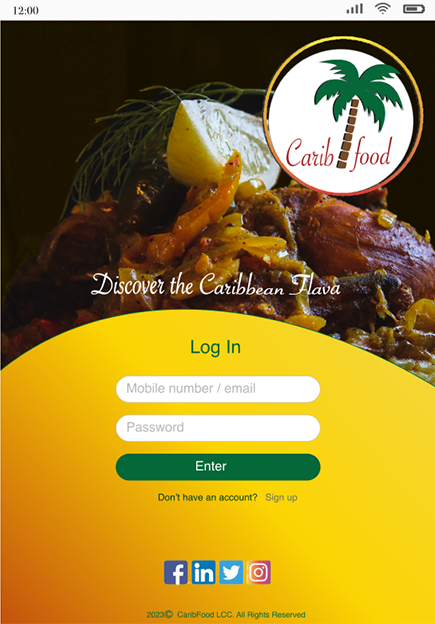 12:00
Carib food
Discover the Caribbean Flava
Log In
Mobile number / email
Password
Enter
Don't have an account? Sign up
2023© CaribFood LCC. All Rights Reserved